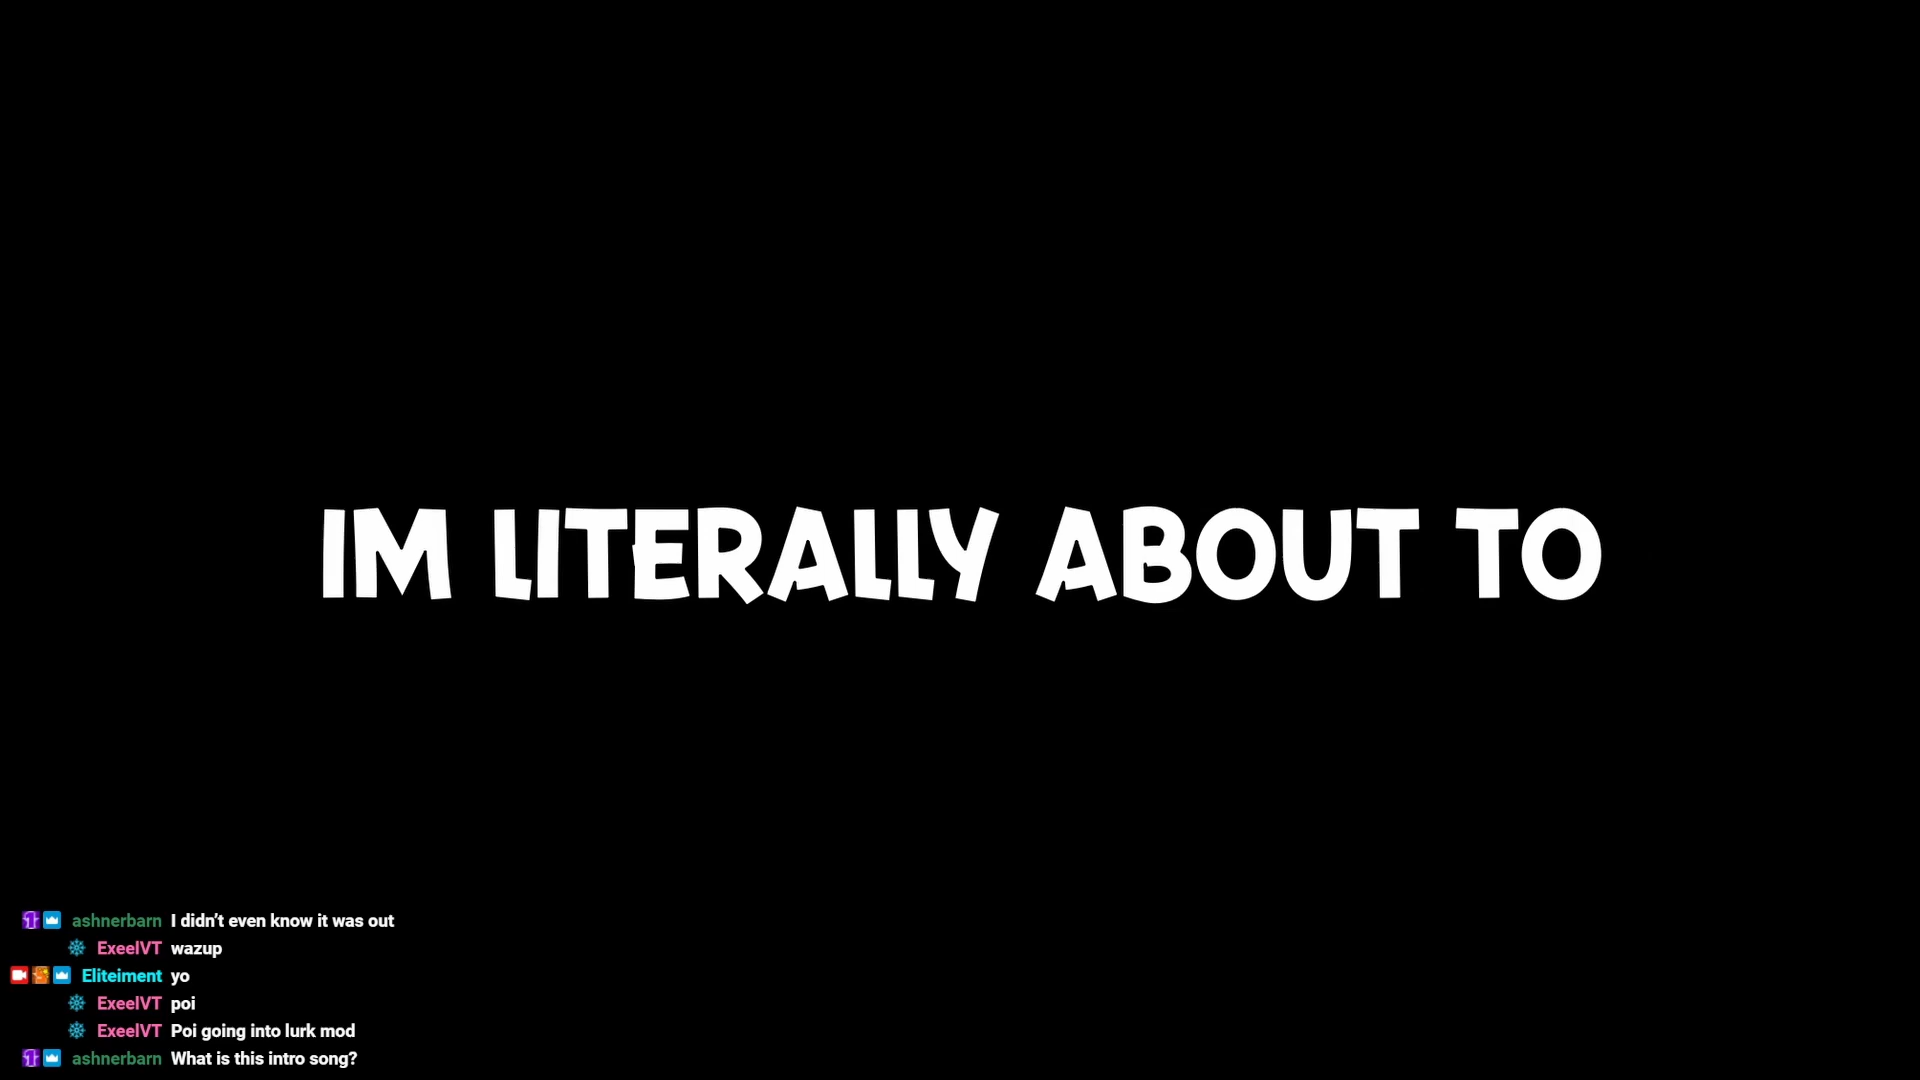 IM LITERALLY ABOUT TO
ashnerbarn I didn’t even know it was out
ExeelVT wazup
Eliteiment yo
ExeelVT poi
ExeelVT Poi going into lurk mod
ashnerbarn What is this intro song?